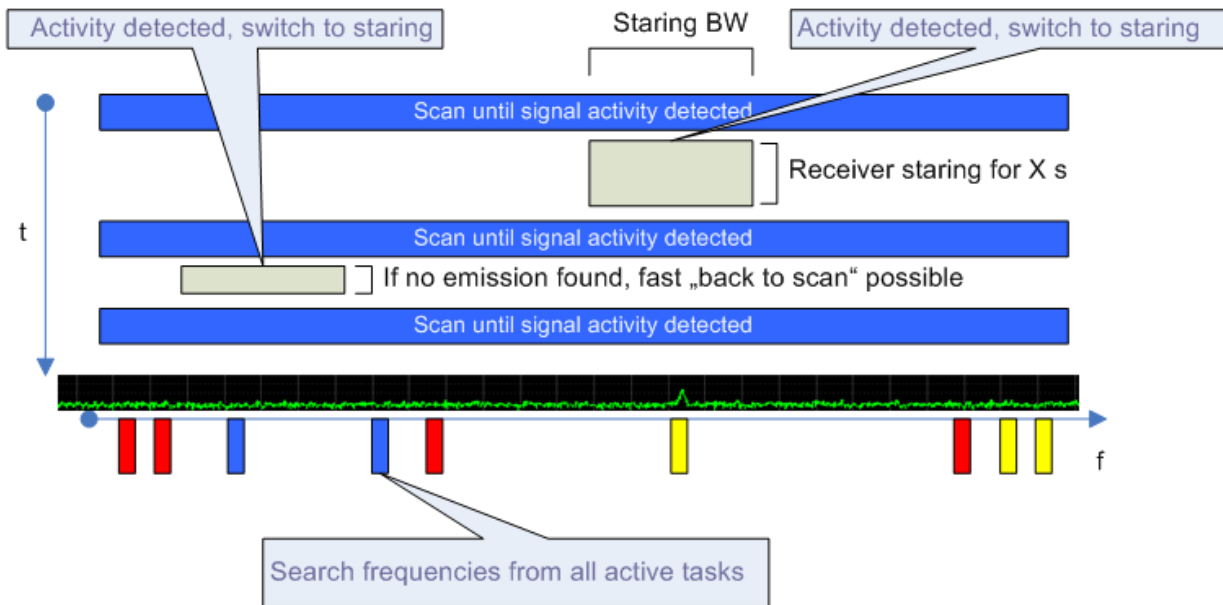 Activity detected, switch to staring
Staring BW
Activity detected, switch to staring
Scan until signal activity detected
Receiver staring for X s
t
Scan until signal activity detected
If no emission found, fast „back to scan“ possible
Scan until signal activity detected
f
Search frequencies from all active tasks